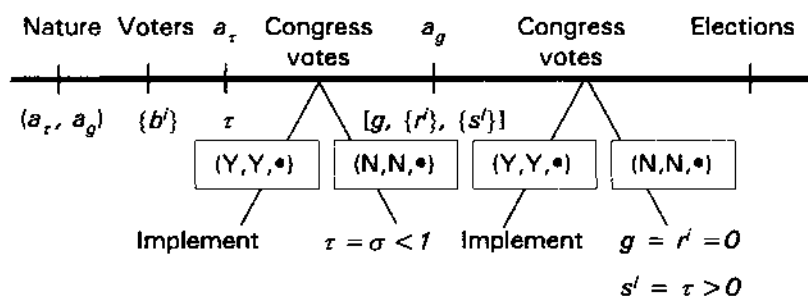 Nature Voters a_τ Congress votes a_g Congress votes Elections
(a_τ, a_g) {b^i} τ [g, {r^i}, {s^i}]
(Y,Y,•) (N,N,•) (Y,Y,•) (N,N,•)
Implement τ = σ < 1 Implement g = r^i = 0
s^i = τ > 0